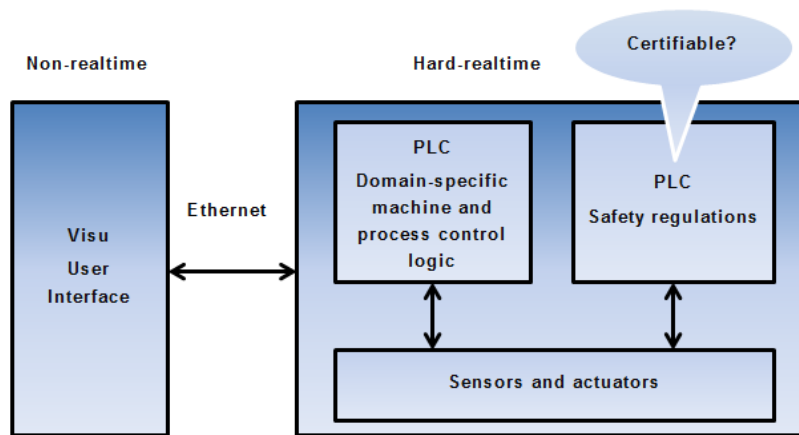 Certifiable?
Non-realtime
Hard-realtime
PLC
Domain-specific
machine and
process control
logic
PLC
Safety regulations
Ethernet
Visu
User
Interface
Sensors and actuators